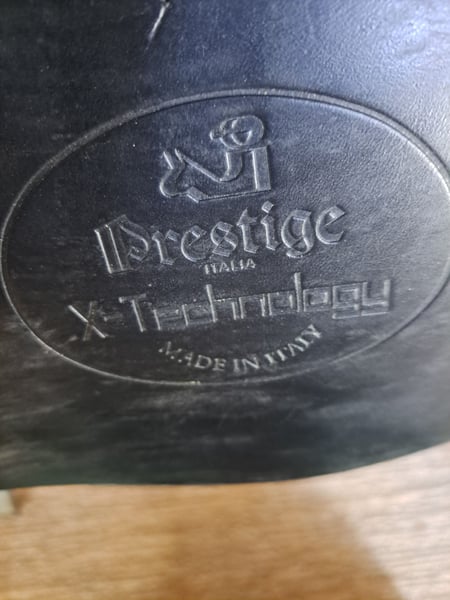 Prestige
ITALIA
X-Technology
MADE IN ITALY